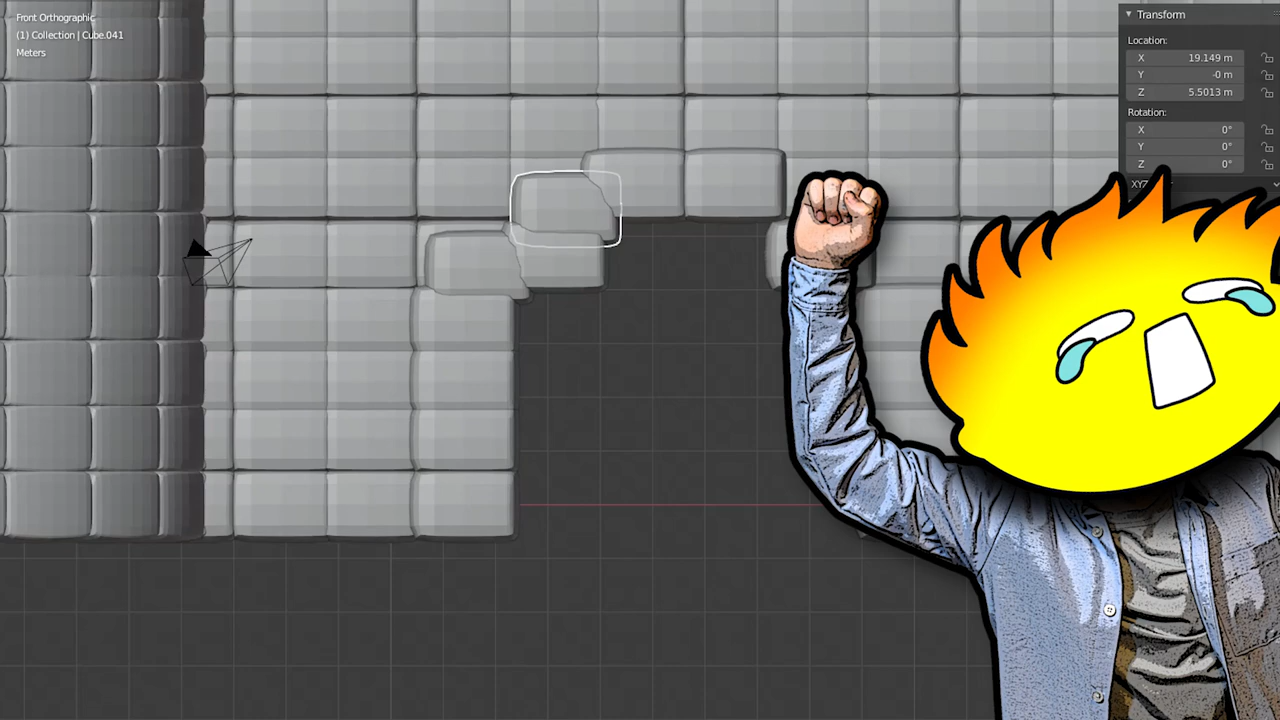 Front Orthographic
(1) Collection | Cube.041
Meters
Transform
Location:
X 19.149 m
Y -0 m
Z 5.5013 m
Rotation:
X 0°
Y 0°
Z 0°